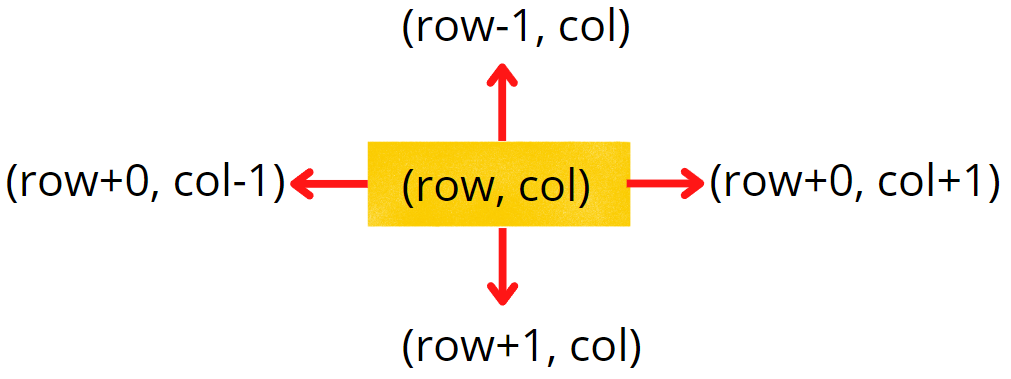 (row-1, col)
(row+0, col-1)
(row, col)
(row+0, col+1)
(row+1, col)